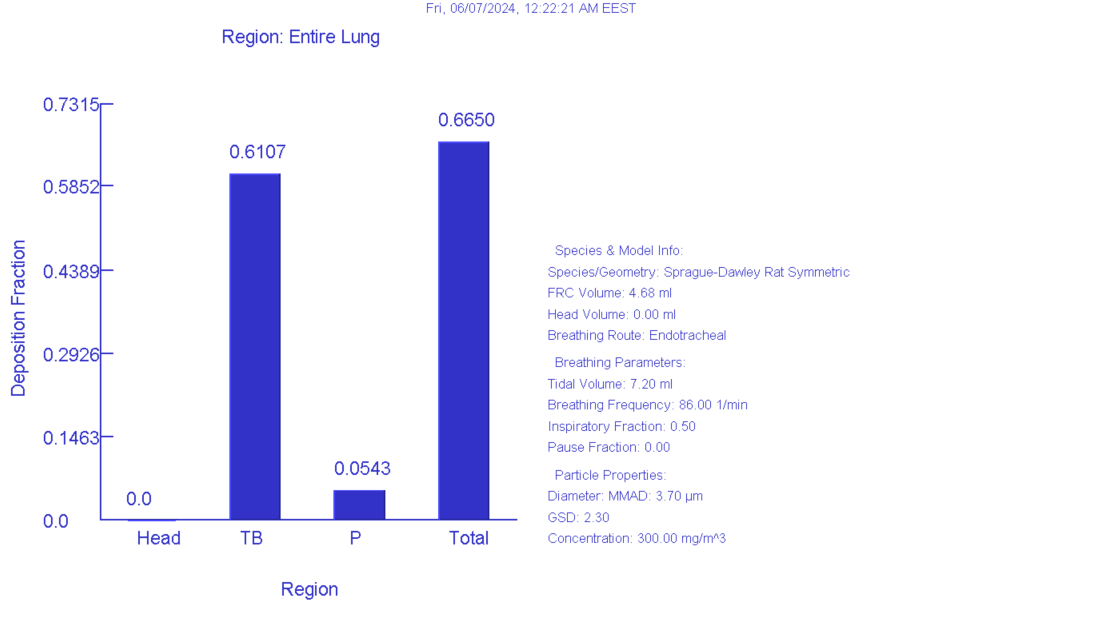 Fri, 06/07/2024, 12:22:21 AM EEST
Region: Entire Lung
0.7315
0.6650
0.6107
0.5852
Species & Model Info:
Species/Geometry: Sprague-Dawley Rat Symmetric
0.4389
FRC Volume: 4.68 ml
Head Volume: 0.00 ml
Deposition Fraction
Breathing Route: Endotracheal
0.2926
Breathing Parameters:
Tidal Volume: 7.20 ml
Breathing Frequency: 86.00 1/min
Inspiratory Fraction: 0.50
0.1463
Pause Fraction: 0.00
0.0543
Particle Properties:
0.0
Diameter: MMAD: 3.70 µm
GSD: 2.30
0.0
Head TB P Total
Concentration: 300.00 mg/m^3
Region